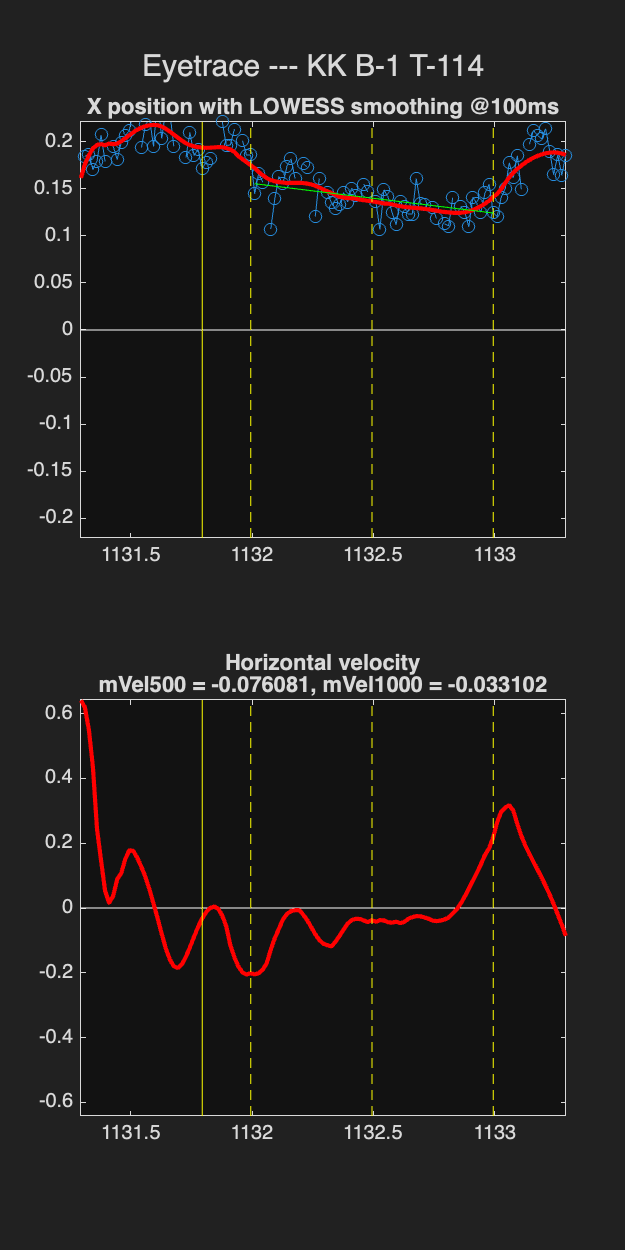 Eyetrace --- KK B-1 T-114
X position with LOWESS smoothing @100ms
0.2
0.15
0.1
0.05
0
-0.05
-0.1
-0.15
-0.2
1131.5 1132 1132.5 1133
Horizontal velocity
mVel500 = -0.076081, mVel1000 = -0.033102
0.6
0.4
0.2
0
-0.2
-0.4
-0.6
1131.5 1132 1132.5 1133